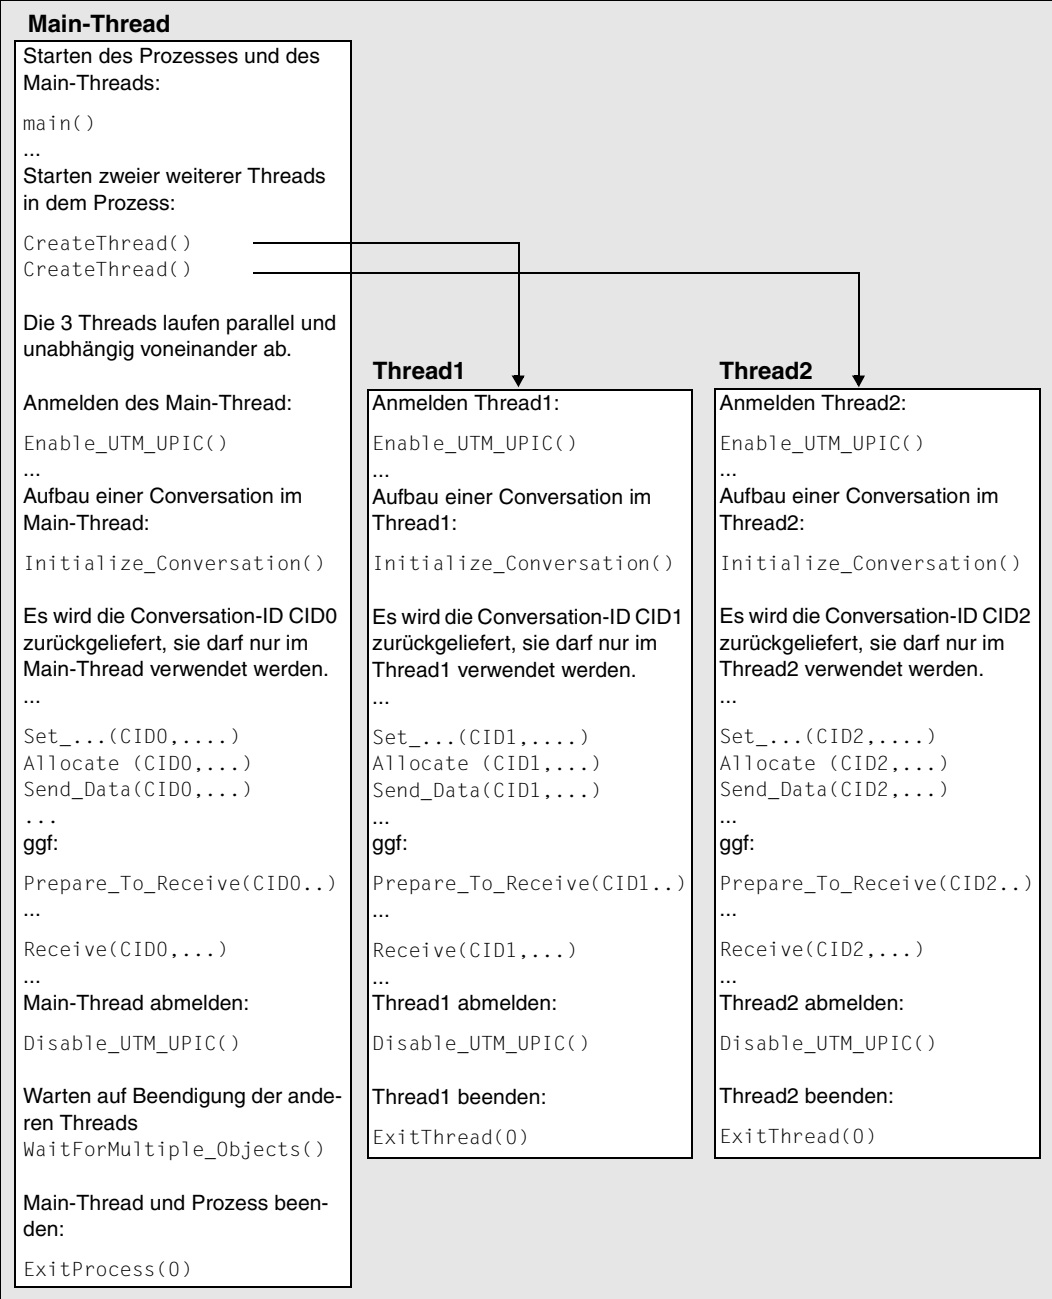 Main-Thread
Starten des Prozesses und des
Main-Threads:
main()
...
Starten zweier weiterer Threads
in dem Prozess:
CreateThread()
CreateThread()
Die 3 Threads laufen parallel und
unabhängig voneinander ab.
Anmelden des Main-Thread:
Enable_UTM_UPIC()
...
Aufbau einer Conversation im
Main-Thread:
Initialize_Conversation()
Es wird die Conversation-ID CID0
zurückgeliefert, sie darf nur im
Main-Thread verwendet werden.
...
Set_...(CID0,....)
Allocate (CID0,...)
Send_Data(CID0,...)
...
ggf:
Prepare_To_Receive(CID0..)
...
Receive(CID0,...)
...
Main-Thread abmelden:
Disable_UTM_UPIC()
Warten auf Beendigung der ande-
ren Threads
WaitForMultiple_Objects()
Main-Thread und Prozess been-
den:
ExitProcess(0)
Thread1
Anmelden Thread1:
Enable_UTM_UPIC()
...
Aufbau einer Conversation im
Thread1:
Initialize_Conversation()
Es wird die Conversation-ID CID1
zurückgeliefert, sie darf nur im
Thread1 verwendet werden.
...
Set_...(CID1,....)
Allocate (CID1,...)
Send_Data(CID1,...)
...
ggf:
Prepare_To_Receive(CID1..)
...
Receive(CID1,...)
...
Thread1 abmelden:
Disable_UTM_UPIC()
Thread1 beenden:
ExitThread(0)
Thread2
Anmelden Thread2:
Enable_UTM_UPIC()
...
Aufbau einer Conversation im
Thread2:
Initialize_Conversation()
Es wird die Conversation-ID CID2
zurückgeliefert, sie darf nur im
Thread2 verwendet werden.
...
Set_...(CID2,....)
Allocate (CID2,...)
Send_Data(CID2,...)
...
ggf:
Prepare_To_Receive(CID2..)
...
Receive(CID2,...)
...
Thread2 abmelden:
Disable_UTM_UPIC()
Thread2 beenden:
ExitThread(0)